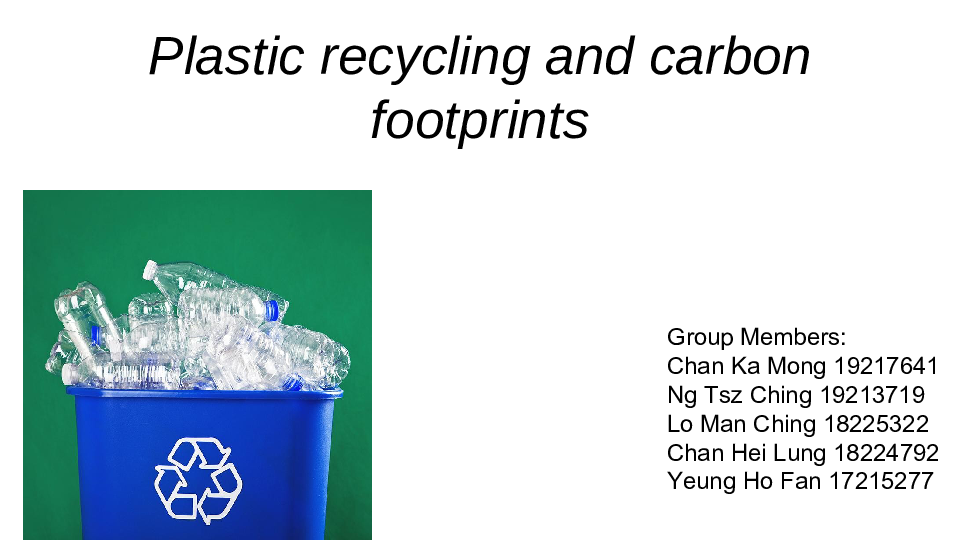 Plastic recycling and carbon
footprints
Group Members:
Chan Ka Mong 19217641
Ng Tsz Ching 19213719
Lo Man Ching 18225322
Chan Hei Lung 18224792
Yeung Ho Fan 17215277